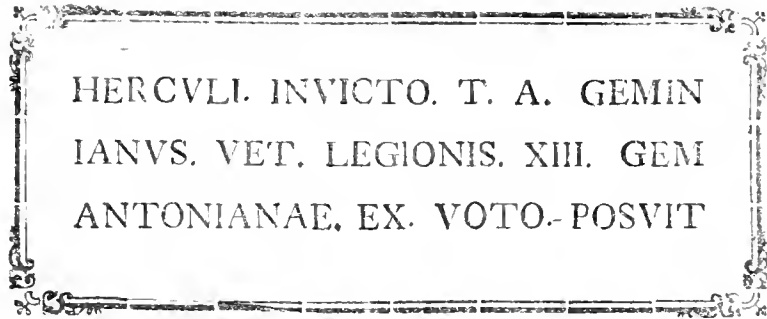 HERCVLI. INVICTO. T. A. GEMIN
IANVS. VET. LEGIONIS. XIII. GEM
ANTONIANAE. EX. VOTO.-POSVIT